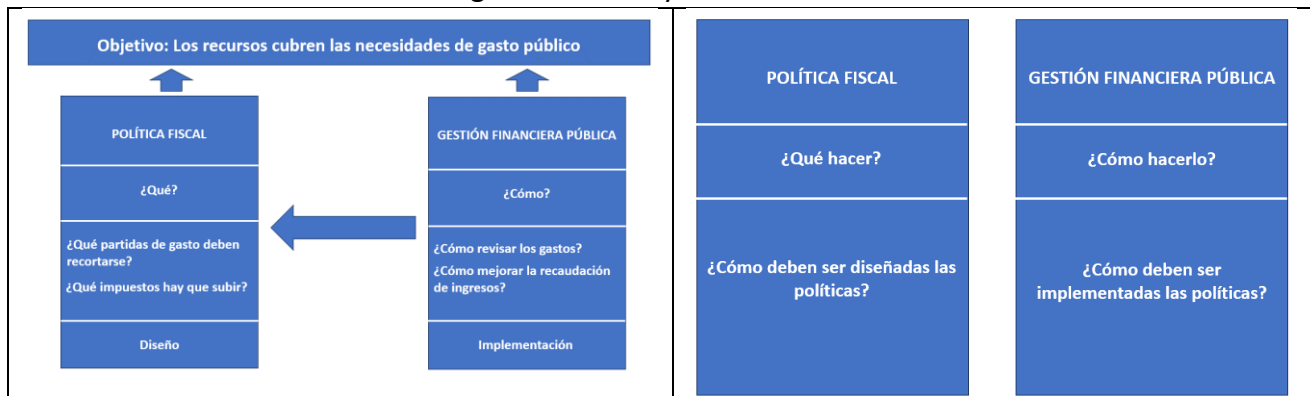 Objetivo: Los recursos cubren las necesidades de gasto público
POLÍTICA FISCAL
¿Qué?
¿Qué partidas de gasto deben
recortarse?
¿Qué impuestos hay que subir?
Diseño
GESTIÓN FINANCIERA PÚBLICA
¿Cómo?
¿Cómo revisar los gastos?
¿Cómo mejorar la recaudación
de ingresos?
Implementación
POLÍTICA FISCAL
¿Qué hacer?
¿Cómo deben ser diseñadas las
políticas?
GESTIÓN FINANCIERA PÚBLICA
¿Cómo hacerlo?
¿Cómo deben ser
implementadas las políticas?